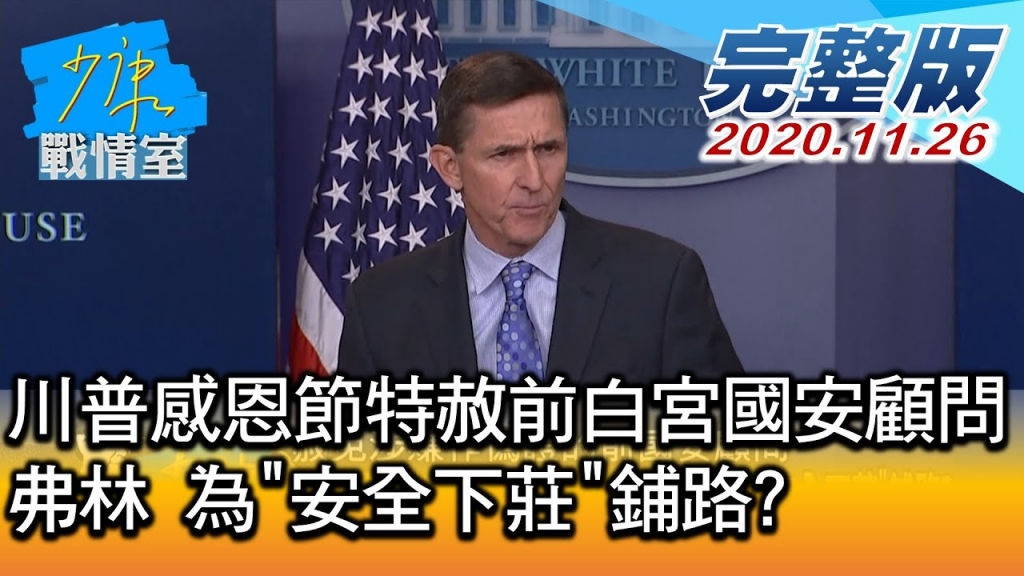 少康
戰情室
完整版
2020.11.26
WHITE
WASHINGTON
USE
川普感恩節特赦前白宮國安顧問
弗林 為"安全下莊"鋪路?